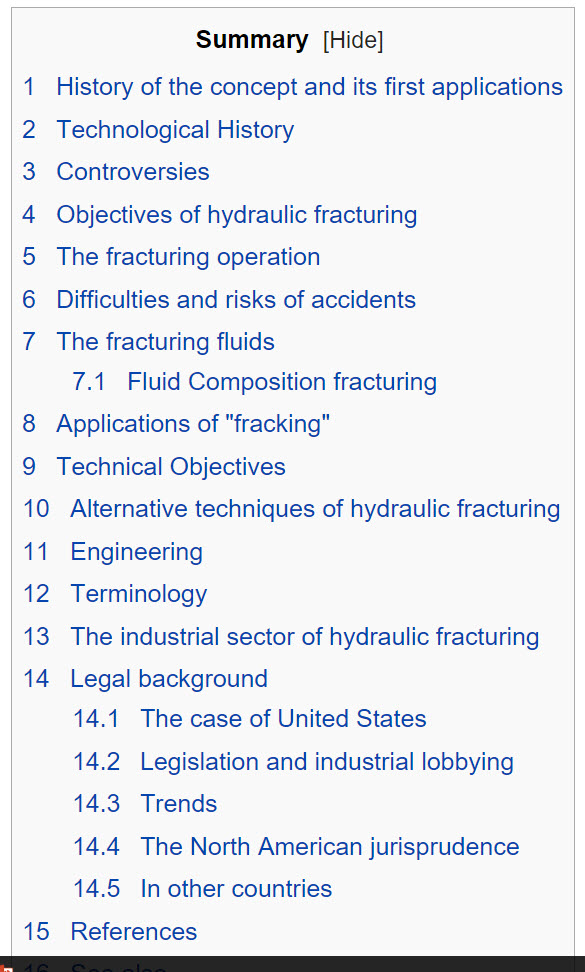 Summary [Hide]
1 History of the concept and its first applications
2 Technological History
3 Controversies
4 Objectives of hydraulic fracturing
5 The fracturing operation
6 Difficulties and risks of accidents
7 The fracturing fluids
7.1 Fluid Composition fracturing
8 Applications of "fracking"
9 Technical Objectives
10 Alternative techniques of hydraulic fracturing
11 Engineering
12 Terminology
13 The industrial sector of hydraulic fracturing
14 Legal background
14.1 The case of United States
14.2 Legislation and industrial lobbying
14.3 Trends
14.4 The North American jurisprudence
14.5 In other countries
15 References
16 See also